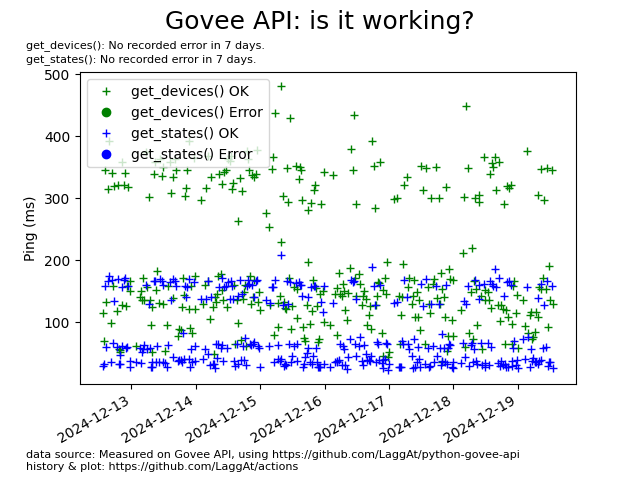 Govee API: is it working?
get_devices(): No recorded error in 7 days.
get_states(): No recorded error in 7 days.
get_devices() OK
get_devices() Error
get_states() OK
get_states() Error
Ping (ms)
500
400
300
200
100
2024-12-13
2024-12-14
2024-12-15
2024-12-16
2024-12-17
2024-12-18
2024-12-19
data source: Measured on Govee API, using https://github.com/LaggAt/python-govee-api
history & plot: https://github.com/LaggAt/actions